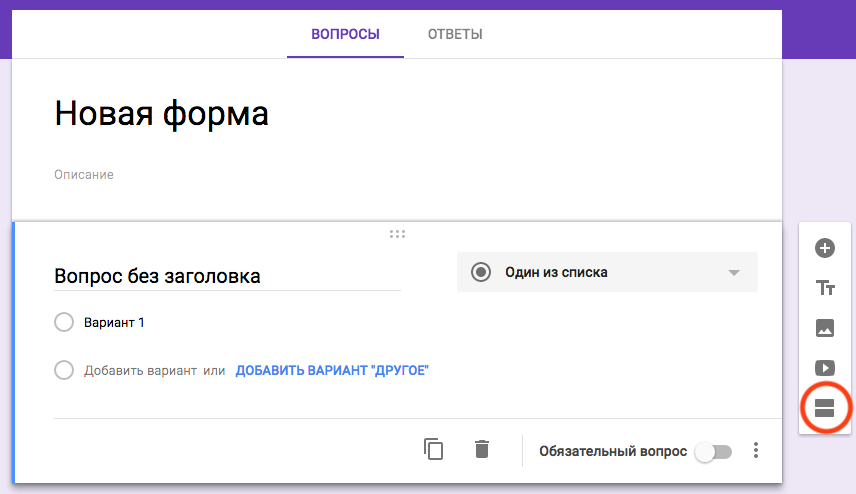 ВОПРОСЫ ОТВЕТЫ
Новая форма
Описание
Вопрос без заголовка
Один из списка
Вариант 1
Добавить вариант или ДОБАВИТЬ ВАРИАНТ "ДРУГОЕ"
Обязательный вопрос